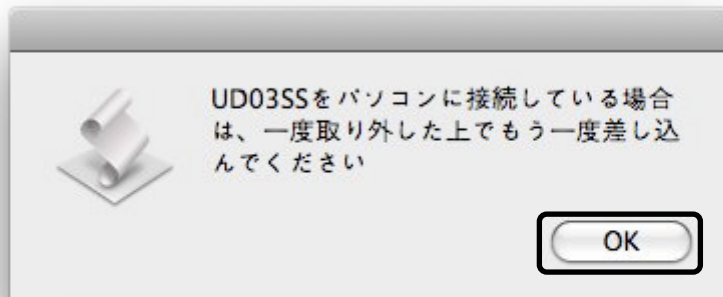 UD03SSをパソコンに接続している場合
は、一度取り外した上でもう一度差し込
んでください
OK